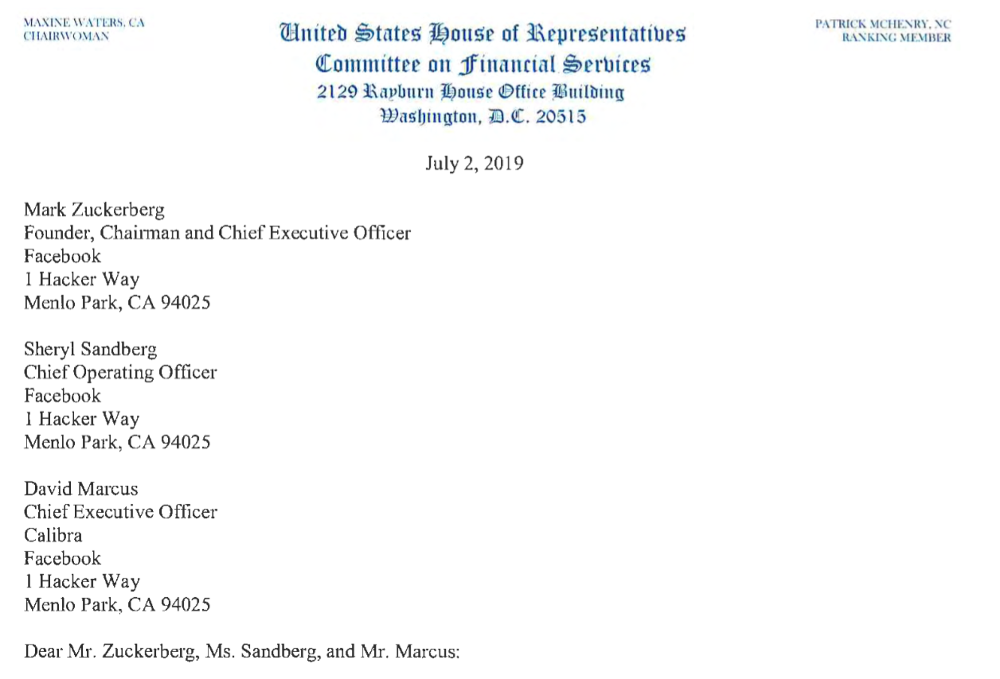 MAXINE WATERS, CA
CHAIRWOMAN
United States House of Representatives
Committee on Financial Services
2129 Rayburn House Office Building
Washington, D.C. 20515
PATRICK MCHENRY, NC
RANKING MEMBER
July 2, 2019
Mark Zuckerberg
Founder, Chairman and Chief Executive Officer
Facebook
1 Hacker Way
Menlo Park, CA 94025
Sheryl Sandberg
Chief Operating Officer
Facebook
1 Hacker Way
Menlo Park, CA 94025
David Marcus
Chief Executive Officer
Calibra
Facebook
1 Hacker Way
Menlo Park, CA 94025
Dear Mr. Zuckerberg, Ms. Sandberg, and Mr. Marcus: